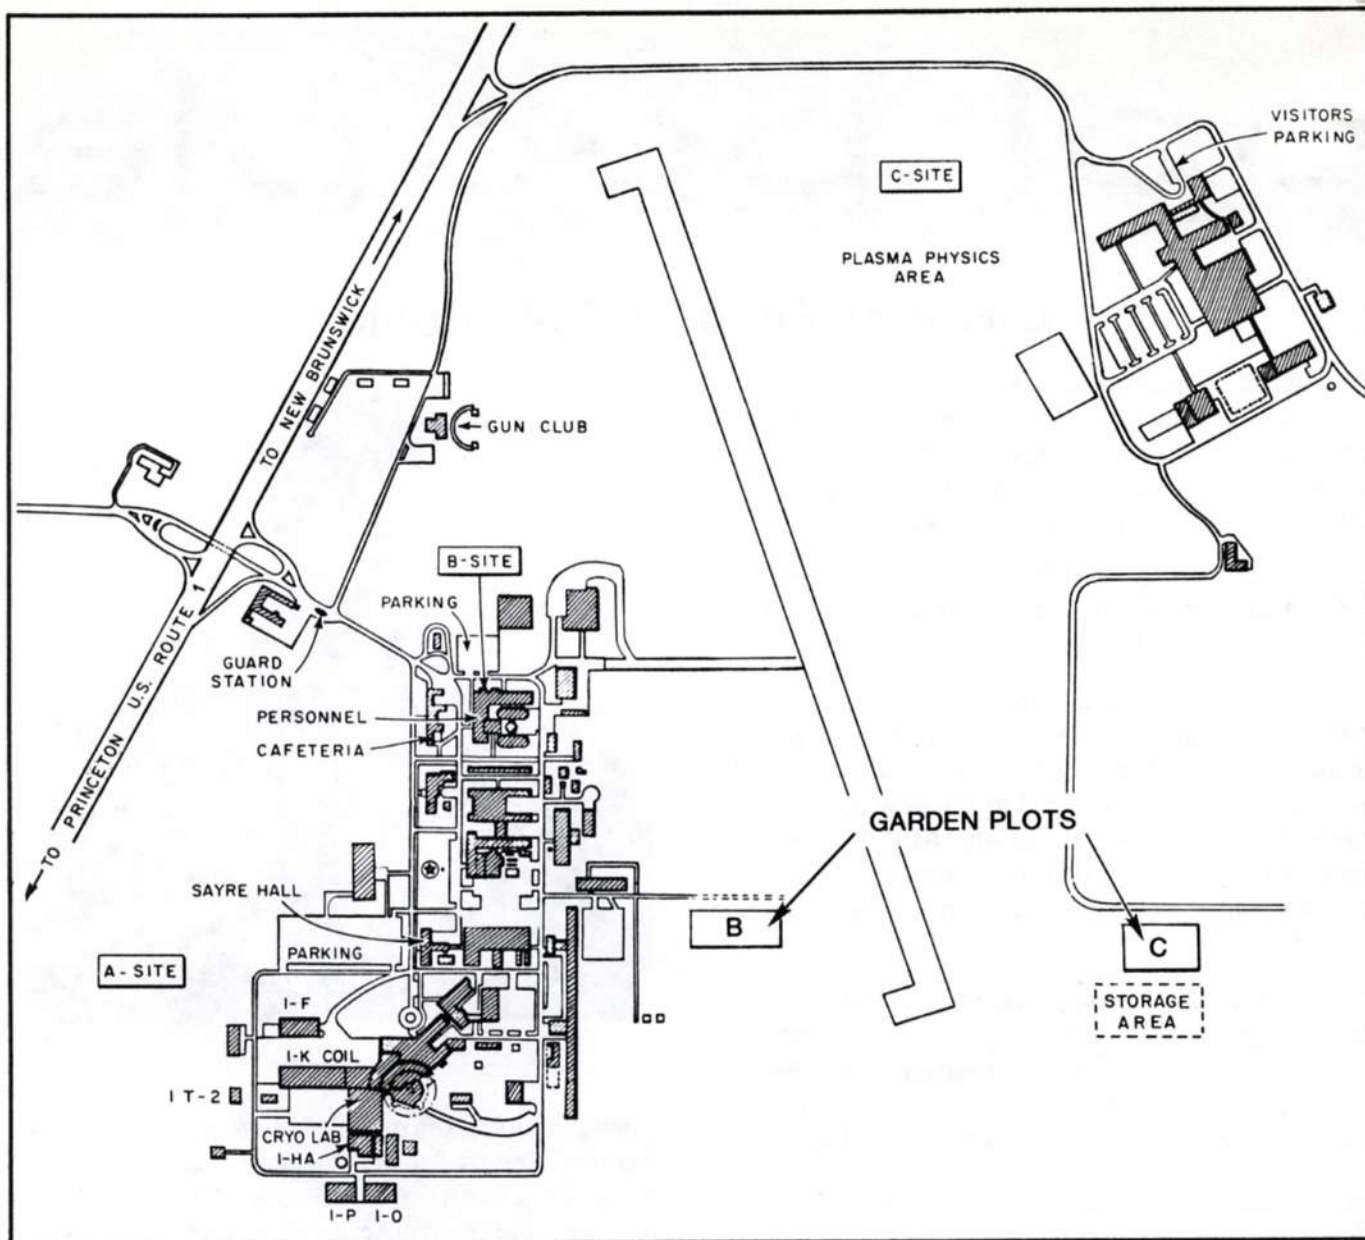 VISITORS
PARKING
C-SITE
PLASMA PHYSICS
AREA
TO NEW BRUNSWICK
GUN CLUB
B-SITE
PARKING
U.S. ROUTE 1
GUARD
STATION
PERSONNEL
CAFETERIA
TO PRINCETON
GARDEN PLOTS
SAYRE HALL
B
C
PARKING
A-SITE
STORAGE
AREA
I-F
I-K COIL
I T-2
CRYO LAB
I-HA
I-P I-O